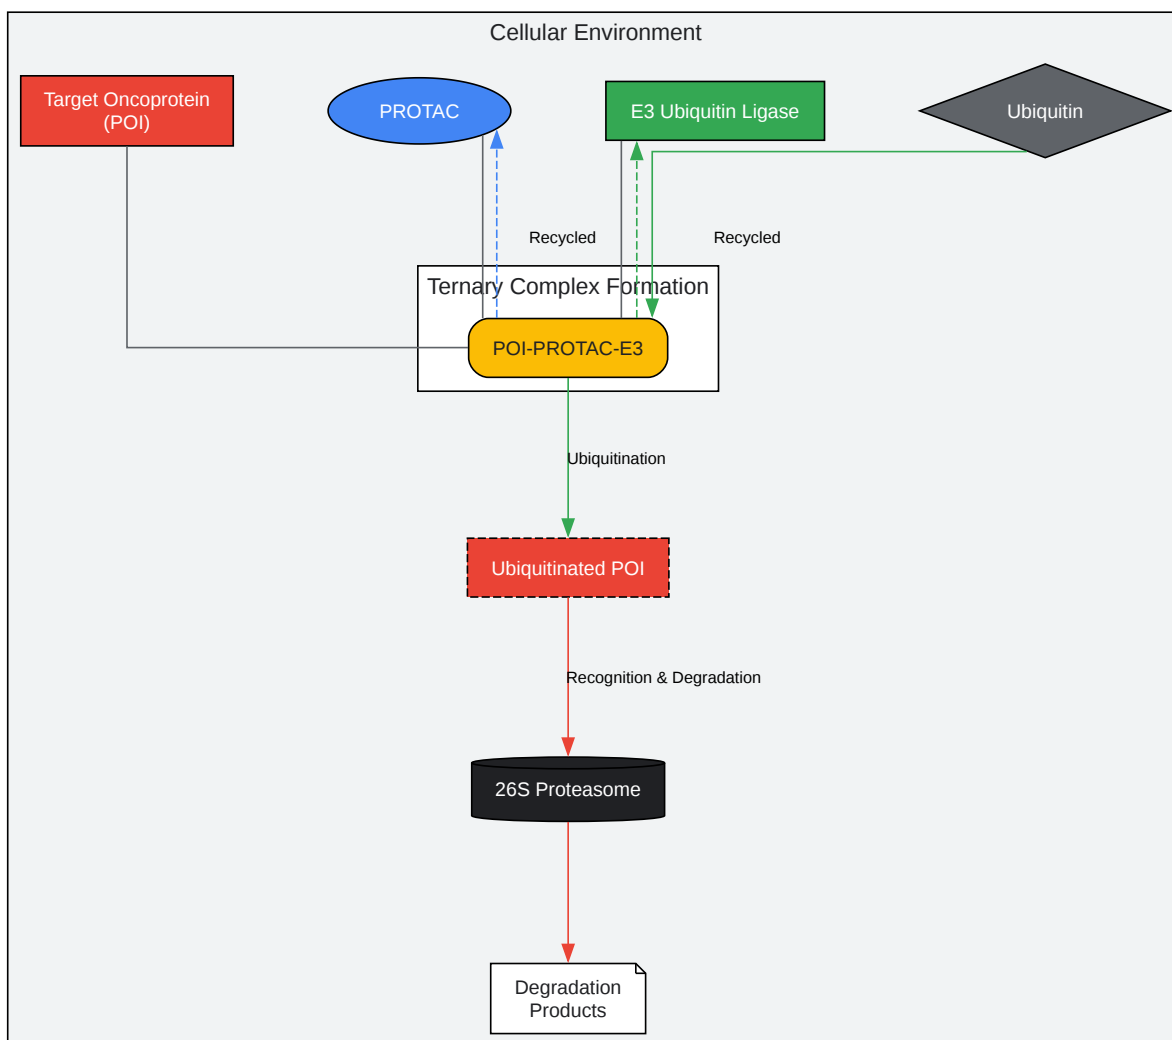 Cellular Environment
Target Oncoprotein
(POI)
PROTAC
E3 Ubiquitin Ligase
Ubiquitin
Recycled
Recycled
Ternary Complex Formation
POI-PROTAC-E3
Ubiquitination
Ubiquitinated POI
Recognition & Degradation
26S Proteasome
Degradation
Products